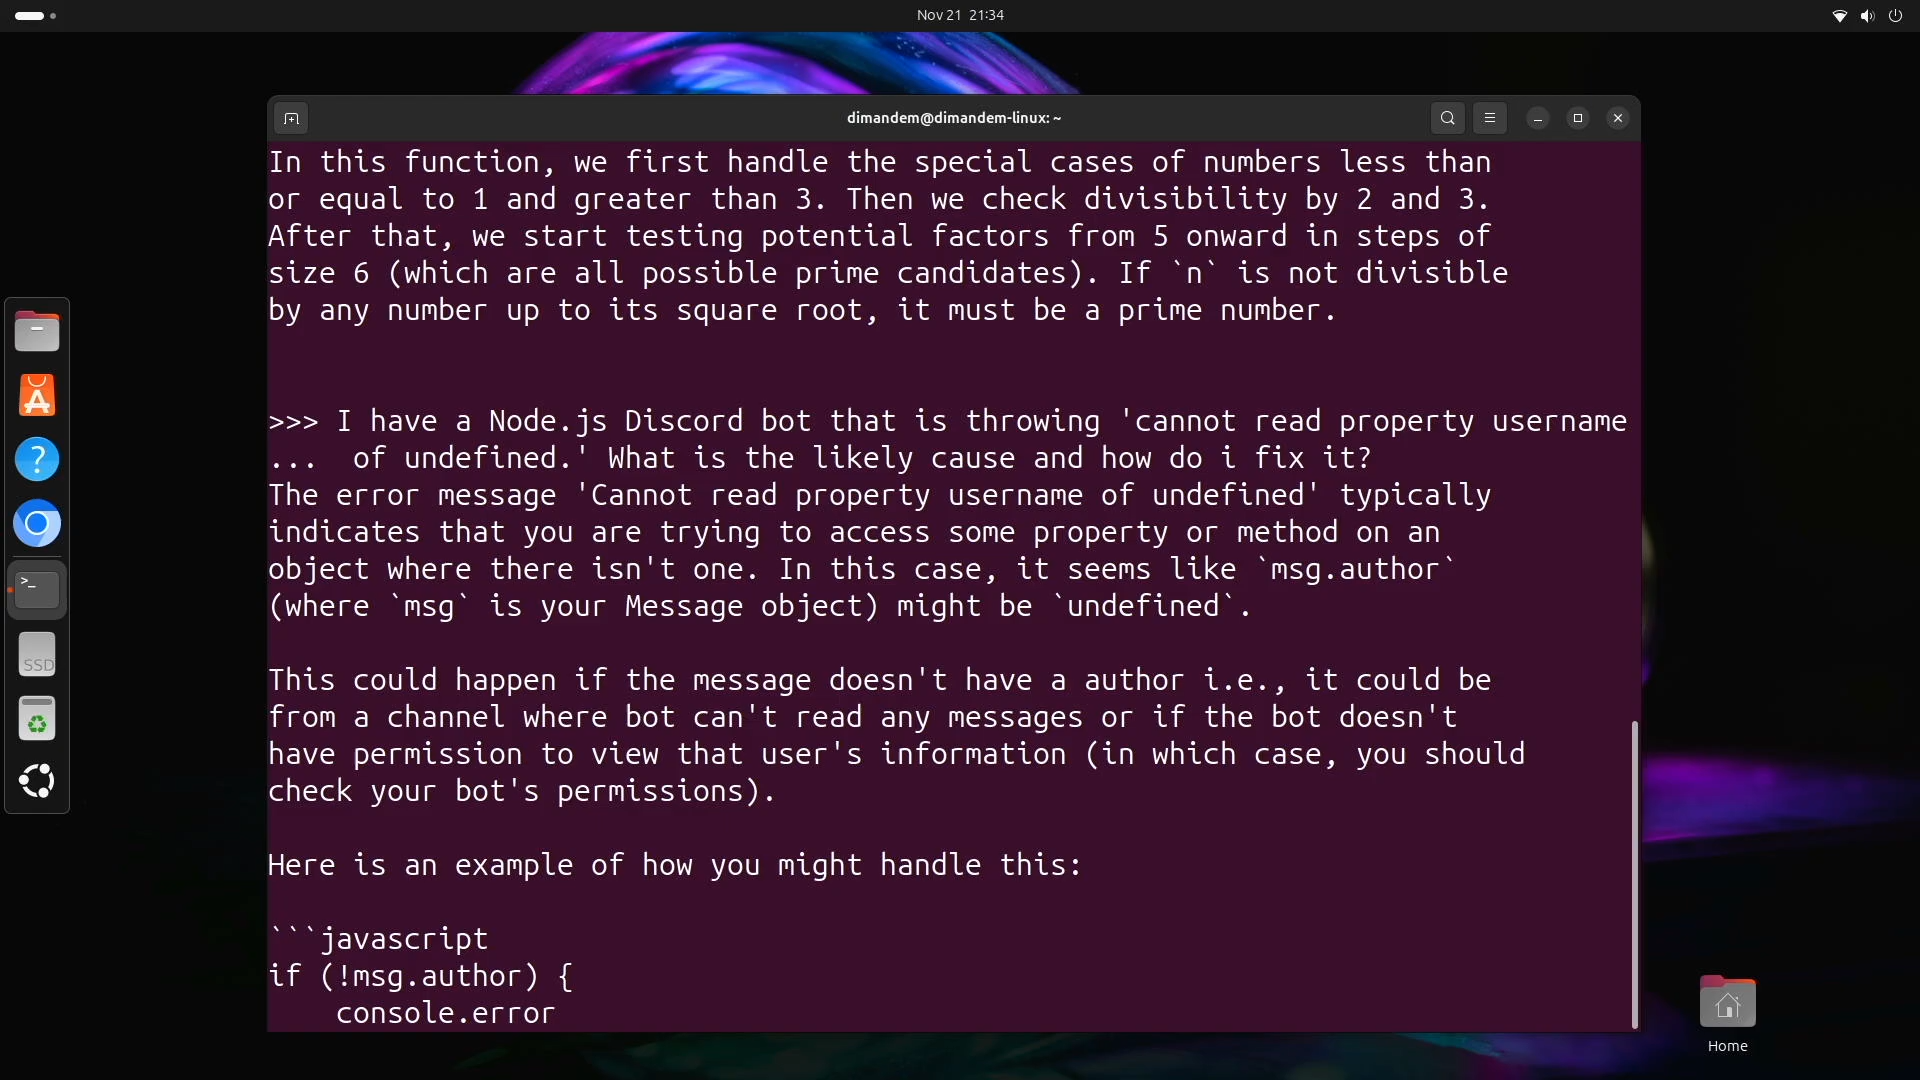 Nov 21 21:34
dimandem@dimandem-linux: ~
In this function, we first handle the special cases of numbers less than
or equal to 1 and greater than 3. Then we check divisibility by 2 and 3.
After that, we start testing potential factors from 5 onward in steps of
size 6 (which are all possible prime candidates). If `n` is not divisible
by any number up to its square root, it must be a prime number.
>>> I have a Node.js Discord bot that is throwing 'cannot read property username
...  of undefined.' What is the likely cause and how do i fix it?
The error message 'Cannot read property username of undefined' typically
indicates that you are trying to access some property or method on an
object where there isn't one. In this case, it seems like `msg.author`
(where `msg` is your Message object) might be `undefined`.
This could happen if the message doesn't have a author i.e., it could be
from a channel where bot can't read any messages or if the bot doesn't
have permission to view that user's information (in which case, you should
check your bot's permissions).
Here is an example of how you might handle this:
```javascript
if (!msg.author) {
    console.error
SSD
Home